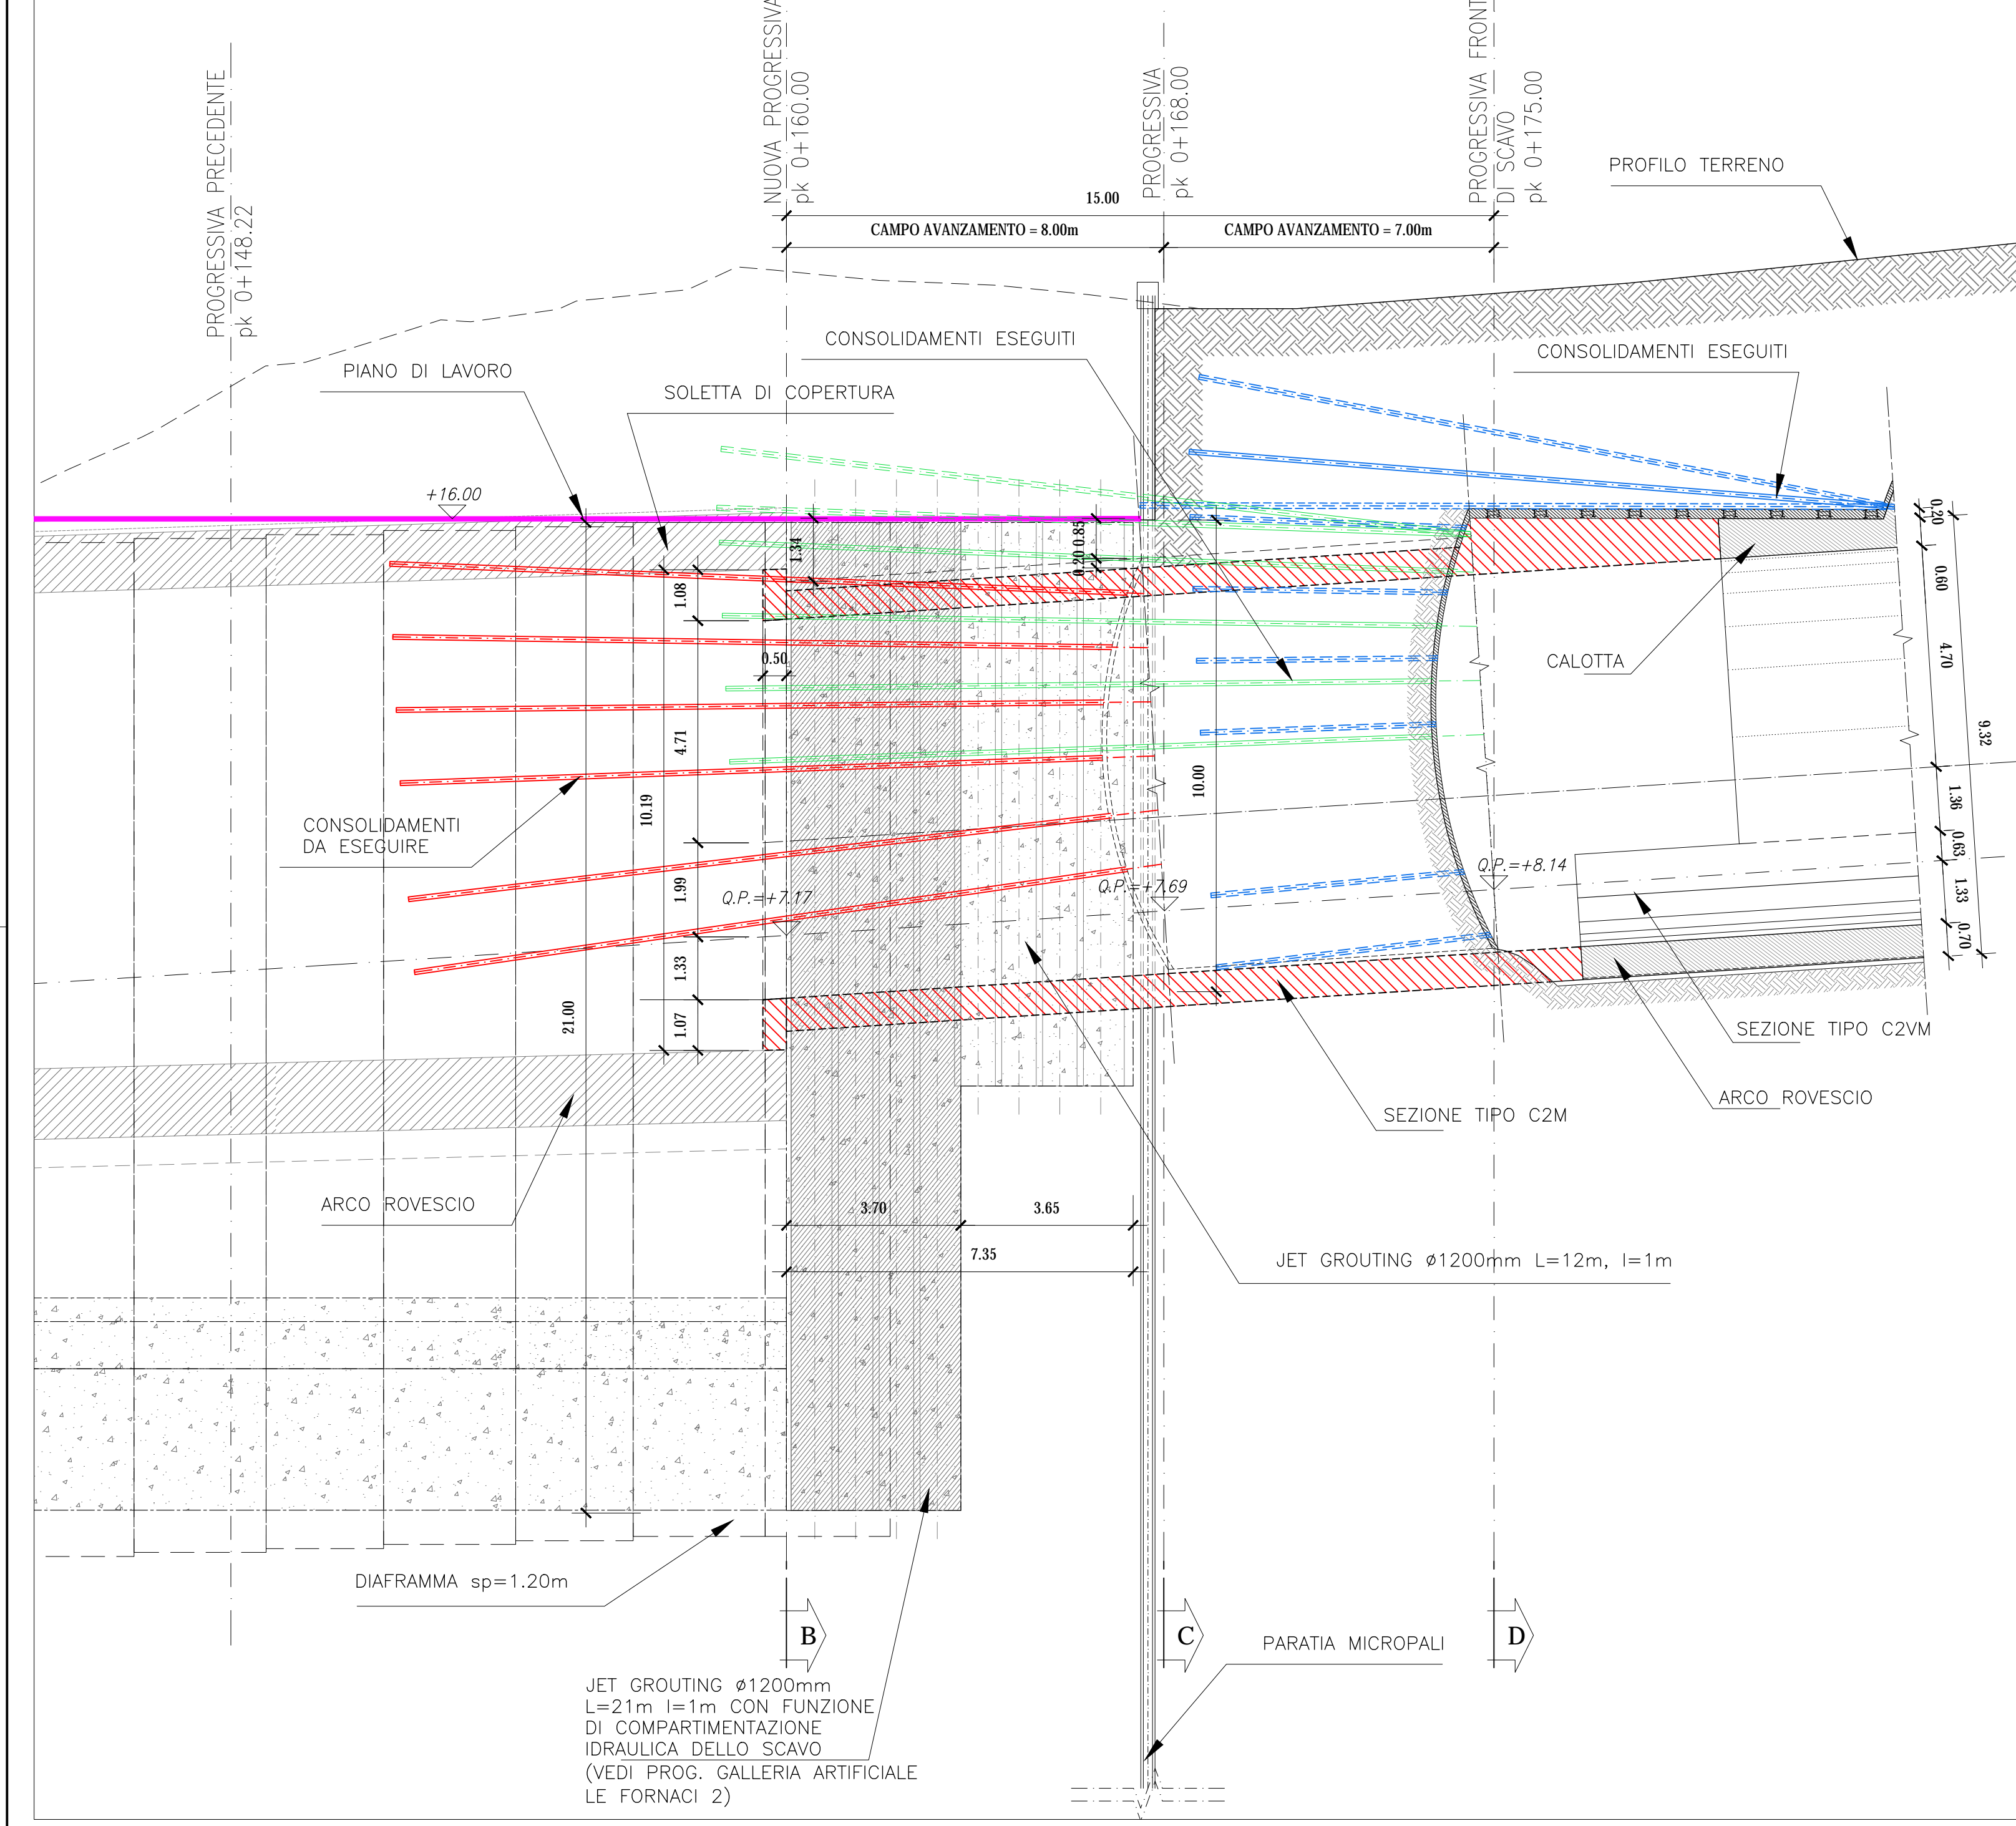 PROGRESSIVA PRECEDENTE
pk 0+148.22
NUOVA PROGRESSIVA
pk 0+160.00
PROGRESSIVA
pk 0+168.00
PROGRESSIVA FRONT
DI SCAVO
pk 0+175.00
PROFILO TERRENO
15.00
CAMPO AVANZAMENTO = 8.00m
CAMPO AVANZAMENTO = 7.00m
CONSOLIDAMENTI ESEGUITI
CONSOLIDAMENTI ESEGUITI
PIANO DI LAVORO
SOLETTA DI COPERTURA
+16.00
1.34
0.20
0.85
0.20
0.60
1.08
0.50
4.70
CALOTTA
9.32
4.71
10.00
10.19
1.36
CONSOLIDAMENTI
DA ESEGUIRE
0.63
1.99
Q.P.=+7.17
Q.P.=+7.69
Q.P.=+8.14
1.33
0.70
1.33
21.00
1.07
SEZIONE TIPO C2VM
ARCO ROVESCIO
SEZIONE TIPO C2M
ARCO ROVESCIO
3.70
3.65
7.35
JET GROUTING ø1200mm L=12m, I=1m
DIAFRAMMA sp=1.20m
B
C
D
PARATIA MICROPALI
JET GROUTING ø1200mm
L=21m I=1m CON FUNZIONE
DI COMPARTIMENTAZIONE
IDRAULICA DELLO SCAVO
(VEDI PROG. GALLERIA ARTIFICIALE
LE FORNACI 2)